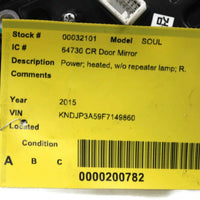 RD
Stock # 00032101 Model SOUL
IC # 64730 CR Door Mirror
Description Power; heated, w/o repeater lamp; R.
Comments
Year 2015
VIN KNDJP3A59F7149860
Located
Condition
A B C
0000200782